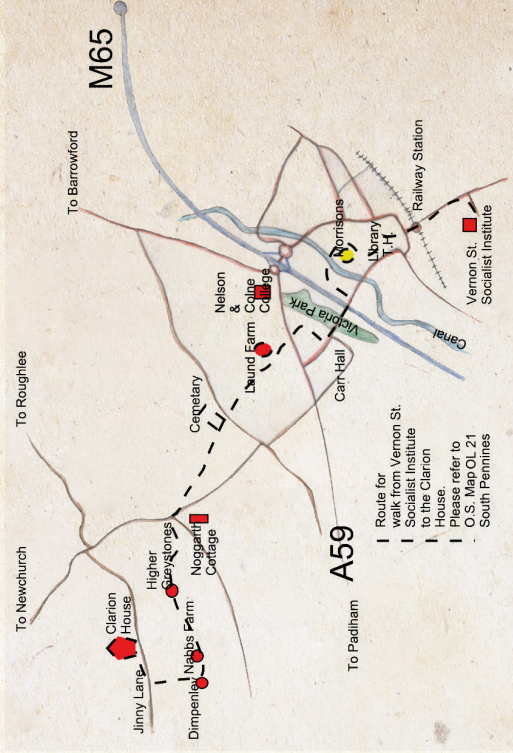 M65
To Barrowford
Railway Station
Morrisons
Library
T.H.
Vernon St.
Socialist Institute
Nelson
&
Colne
College
Victoria Park
Canal
Laund Farm
Carr Hall
To Roughlee
Cemetary
To Newchurch
Higher
Greystones
Noggarth
Cottage
A59
Route for
walk from Vernon St.
Socialist Institute
to the Clarion
House.
Please refer to
O.S. Map OL 21
South Pennines
Clarion
House
Jinny Lane
Nabbs Farm
Dimpenley
To Padiham